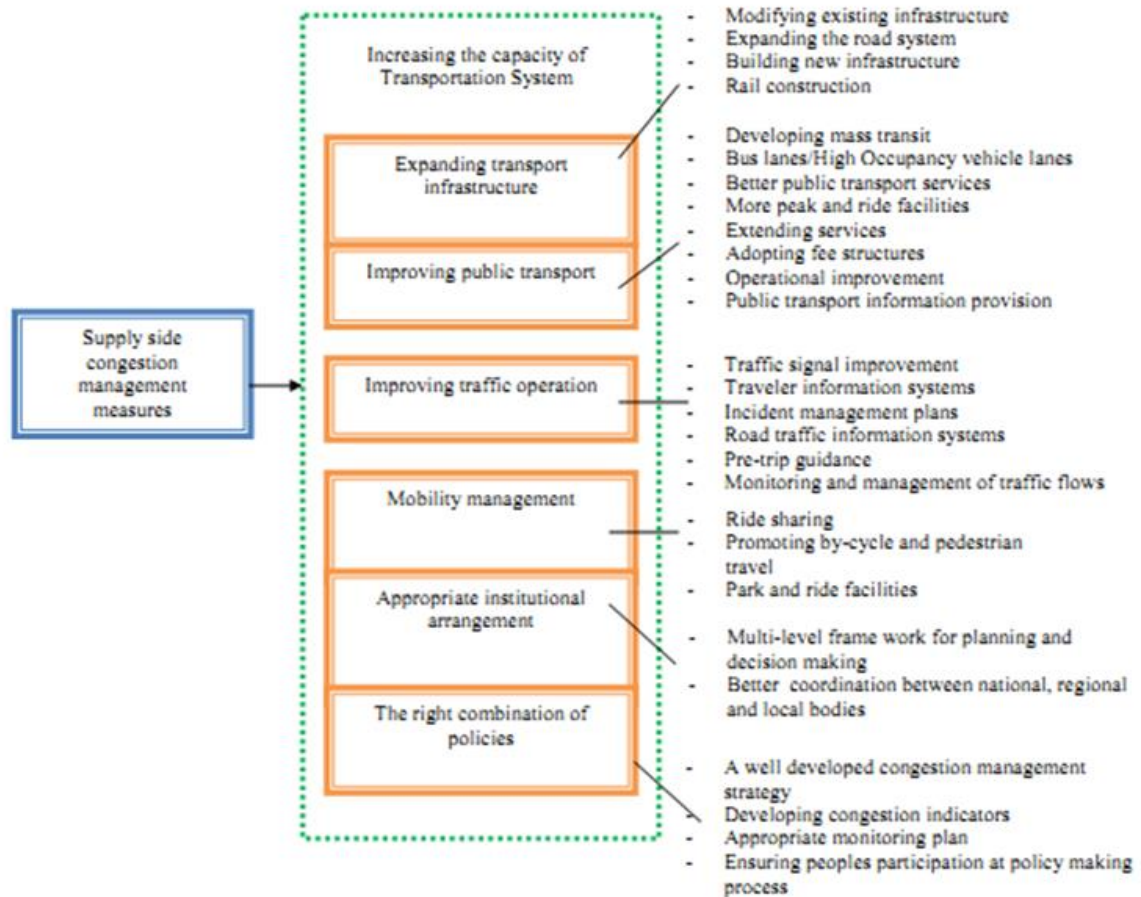 Supply side
congestion
management
measures
Increasing the capacity of
Transportation System
Expanding transport
infrastructure
Improving public transport
Improving traffic operation
Mobility management
Appropriate institutional
arrangement
The right combination of
policies
- Modifying existing infrastructure
- Expanding the road system
- Building new infrastructure
- Rail construction
- Developing mass transit
- Bus lanes/High Occupancy vehicle lanes
- Better public transport services
- More peak and ride facilities
- Extending services
- Adopting fee structures
- Operational improvement
- Public transport information provision
- Traffic signal improvement
- Traveler information systems
- Incident management plans
- Road traffic information systems
- Pre-trip guidance
- Monitoring and management of traffic flows
- Ride sharing
- Promoting by-cycle and pedestrian
travel
- Park and ride facilities
- Multi-level frame work for planning and
decision making
- Better coordination between national, regional
and local bodies
- A well developed congestion management
strategy
- Developing congestion indicators
- Appropriate monitoring plan
- Ensuring peoples participation at policy making
process